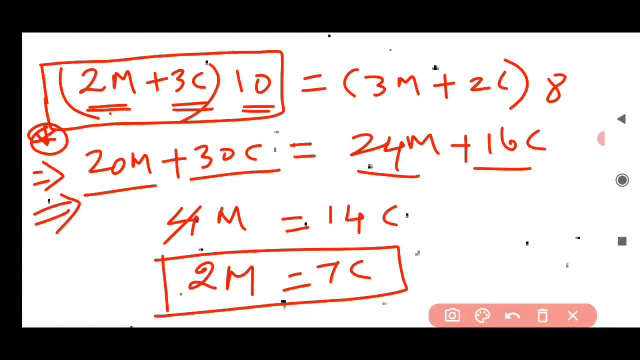 (2M + 3C) 10 = (3M + 2C) 8
* ⇒ 20M + 30C = 24M + 16C
⇒ 4M = 14C
2M = 7C